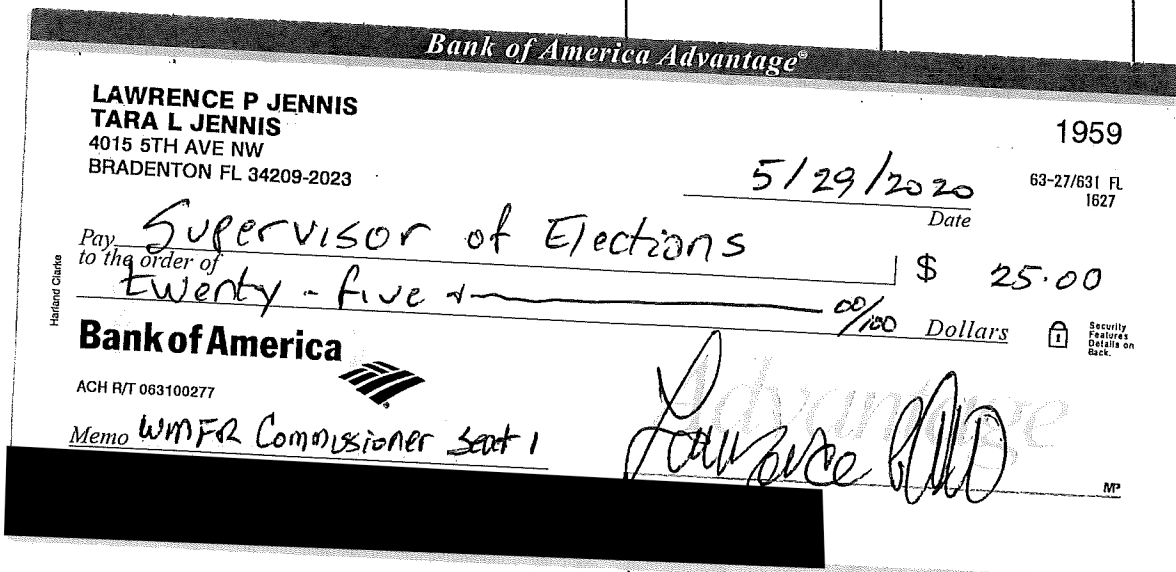 Bank of America Advantage®
LAWRENCE P JENNIS
TARA L JENNIS
4015 5TH AVE NW
BRADENTON FL 34209-2023
1959
63-27/631 FL
1627
5/29/2020
Date
Pay to the order of Supervisor of Elections $ 25.00
twenty-five & 00/100 Dollars
Security Features Details on Back.
Harland Clarke
Bank of America
ACH R/T 063100277
Advantage
Memo WMFR Commissioner Seat 1
Lawrence
MP